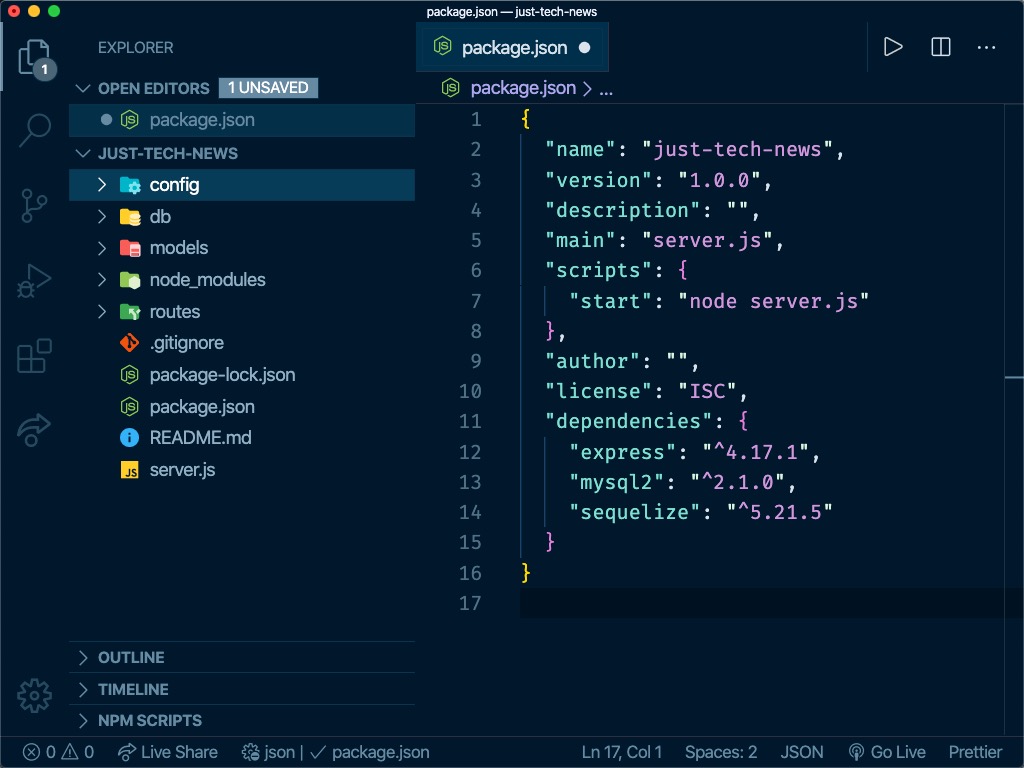 package.json — just-tech-news
EXPLORER
1
OPEN EDITORS 1 UNSAVED
package.json
JUST-TECH-NEWS
config
db
models
node_modules
routes
.gitignore
package-lock.json
package.json
README.md
JS server.js
OUTLINE
TIMELINE
NPM SCRIPTS
package.json
package.json > ...
1 {
2 "name": "just-tech-news",
3 "version": "1.0.0",
4 "description": "",
5 "main": "server.js",
6 "scripts": {
7 "start": "node server.js"
8 },
9 "author": "",
10 "license": "ISC",
11 "dependencies": {
12 "express": "^4.17.1",
13 "mysql2": "^2.1.0",
14 "sequelize": "^5.21.5"
15 }
16 }
17
0 0 Live Share json | ✓ package.json Ln 17, Col 1 Spaces: 2 JSON Go Live Prettier